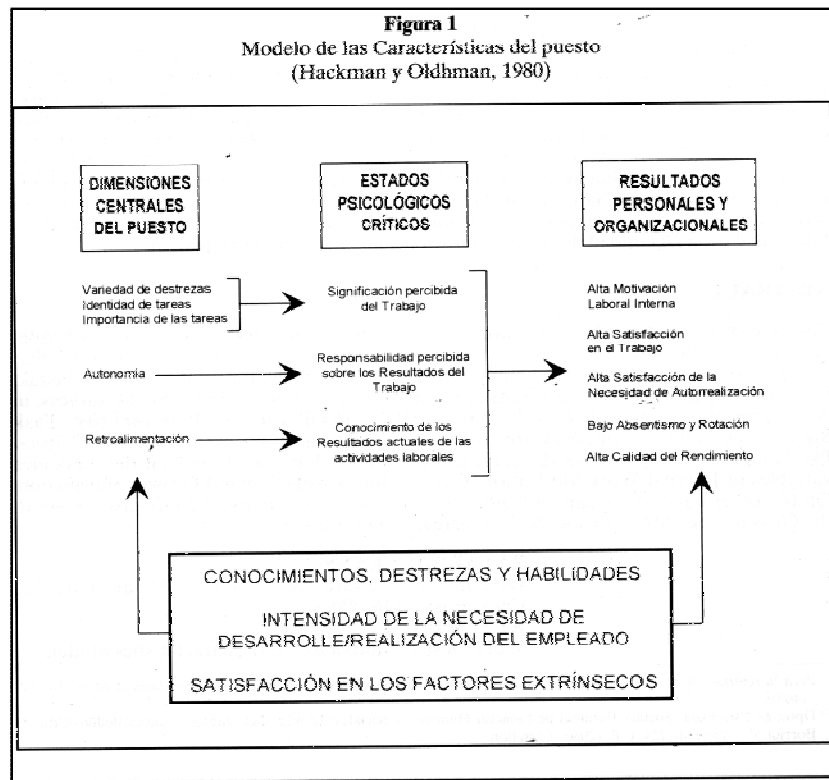 Figura 1
Modelo de las Características del puesto
(Hackman y Oldhman, 1980)
DIMENSIONES
CENTRALES
DEL PUESTO
ESTADOS
PSICOLÓGICOS
CRÍTICOS
RESULTADOS
PERSONALES Y
ORGANIZACIONALES
Variedad de destrezas
Identidad de tareas
Importancia de las tareas
Autonomía
Retroalimentación
Significación percibida
del Trabajo
Responsabilidad percibida
sobre los Resultados del
Trabajo
Conocimiento de los
Resultados actuales de las
actividades laborales
Alta Motivación
Laboral Interna
Alta Satisfacción
en el Trabajo
Alta Satisfacción de la
Necesidad de Autorrealización
Bajo Absentismo y Rotación
Alta Calidad del Rendimiento
CONOCIMIENTOS, DESTREZAS Y HABILIDADES
INTENSIDAD DE LA NECESIDAD DE
DESARROLLE/REALIZACIÓN DEL EMPLEADO
SATISFACCIÓN EN LOS FACTORES EXTRÍNSECOS